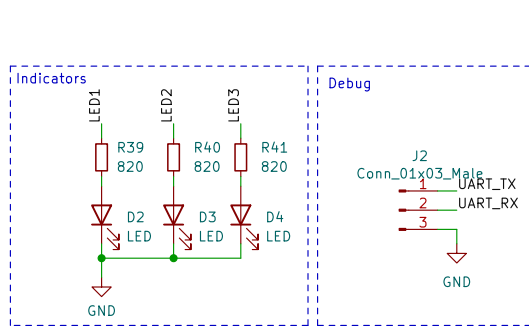 Indicators
LED1
LED2
LED3
R39
820
R40
820
R41
820
D2
LED
D3
LED
D4
LED
GND
Debug
J2
Conn_01x03_Male
1 UART_TX
2 UART_RX
3
GND